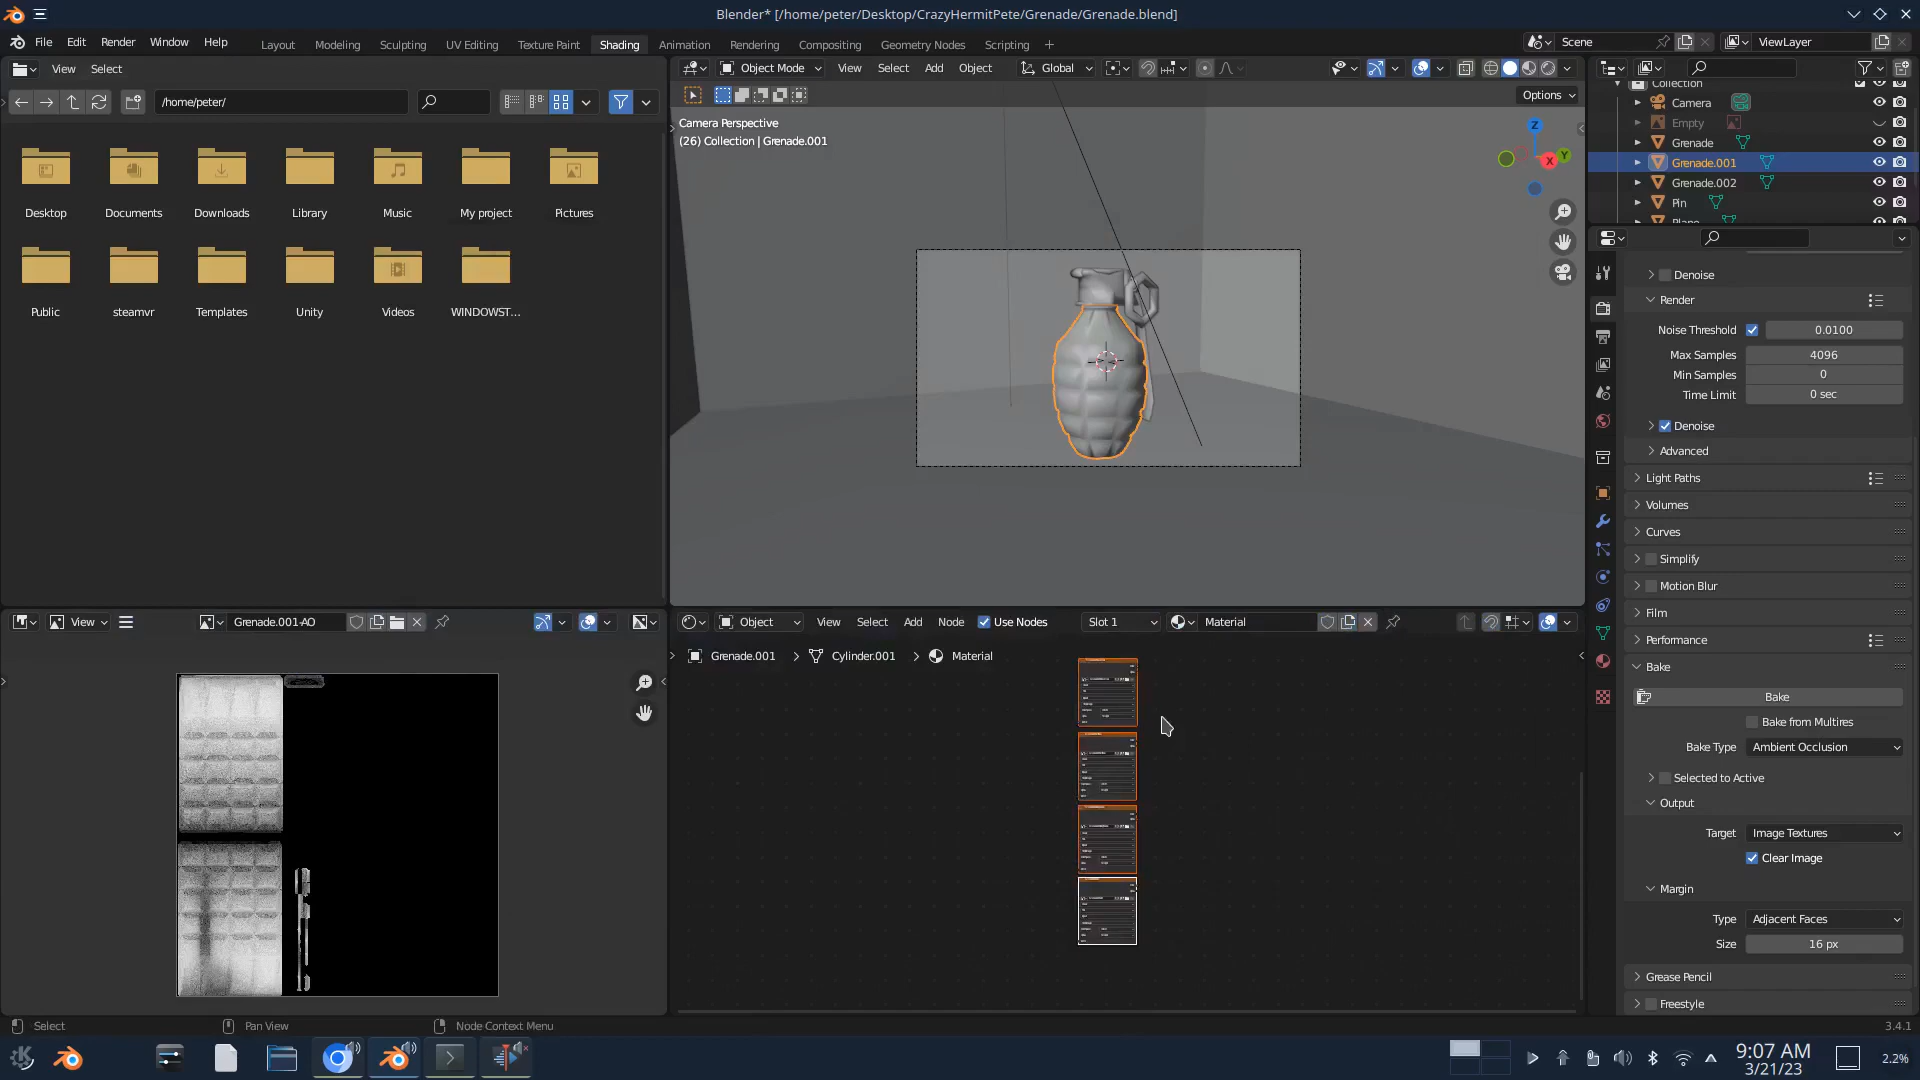 Blender* [/home/peter/Desktop/CrazyHermitPete/Grenade/Grenade.blend]
File Edit Render Window Help
Layout Modeling Sculpting UV Editing Texture Paint Shading Animation Rendering Compositing Geometry Nodes Scripting
Scene ViewLayer
View Select
Object Mode View Select Add Object Global
/home/peter/
Options
Desktop Documents Downloads Library Music My project Pictures
Public steamvr Templates Unity Videos WINDOWST...
Camera Perspective
(26) Collection | Grenade.001
Z
X
Y
Collection
Camera
Empty
Grenade
Grenade.001
Grenade.002
Pin
Plane
Denoise
Render
Noise Threshold 0.0100
Max Samples 4096
Min Samples 0
Time Limit 0 sec
Denoise
Advanced
Light Paths
Volumes
Curves
Simplify
Motion Blur
Film
Performance
Bake
Bake
Bake from Multires
Bake Type Ambient Occlusion
Selected to Active
Output
Target Image Textures
Clear Image
Margin
Type Adjacent Faces
Size 16 px
Grease Pencil
Freestyle
View Grenade.001-AO
Object View Select Add Node Use Nodes Slot 1 Material
Grenade.001 Cylinder.001 Material
Select Pan View Node Context Menu
3.4.1
9:07 AM
3/21/23
2.2%